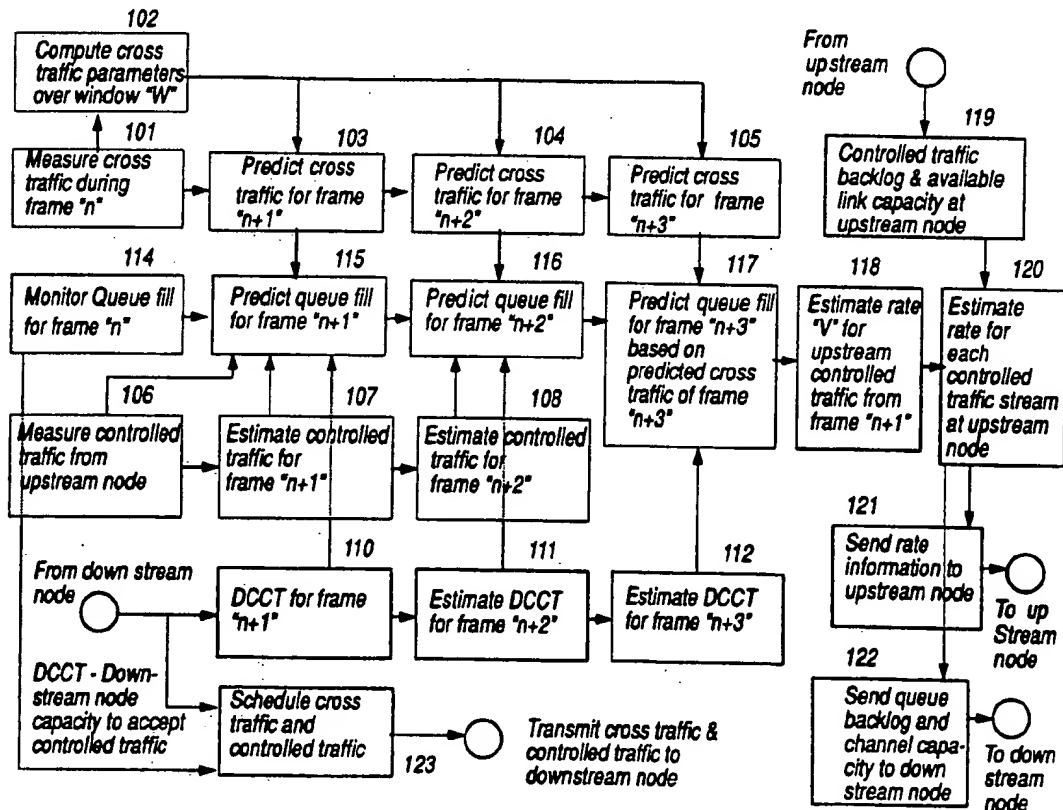 102
Compute cross
traffic parameters
over window "W"
101
Measure cross
traffic during
frame "n"
103
Predict cross
traffic for frame
"n+1"
104
Predict cross
traffic for frame
"n+2"
105
Predict cross
traffic for frame
"n+3"
From
upstream
node
119
Controlled traffic
backlog & available
link capacity at
upstream node
114
Monitor Queue fill
for frame "n"
115
Predict queue fill
for frame "n+1"
116
Predict queue fill
for frame "n+2"
117
Predict queue fill
for frame "n+3"
based on
predicted cross
traffic of frame
"n+3"
118
Estimate rate
"V" for
upstream
controlled
traffic from
frame "n+1"
120
Estimate
rate for
each
controlled
traffic stream
at upstream
node
106
Measure controlled
traffic from
upstream node
107
Estimate controlled
traffic for
frame "n+1"
108
Estimate controlled
traffic for
frame "n+2"
From down stream
node
110
DCCT for frame
"n+1"
111
Estimate DCCT
for frame "n+2"
112
Estimate DCCT
for frame "n+3"
121
Send rate
information to
upstream node
To up
Stream
node
DCCT - Down-
stream node
capacity to accept
controlled traffic
Schedule cross
traffic and
controlled traffic
123
Transmit cross traffic &
controlled traffic to
downstream node
122
Send queue
backlog and
channel capa-
city to down
stream node
To down
stream
node